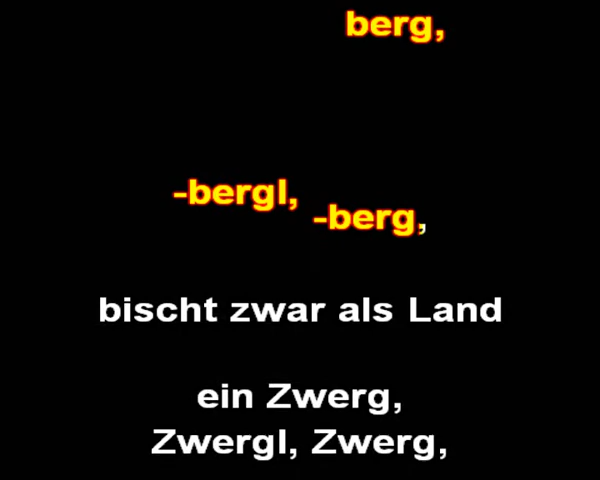 berg,
-bergl,
-berg,
bischt zwar als Land
ein Zwerg,
Zwergl, Zwerg,